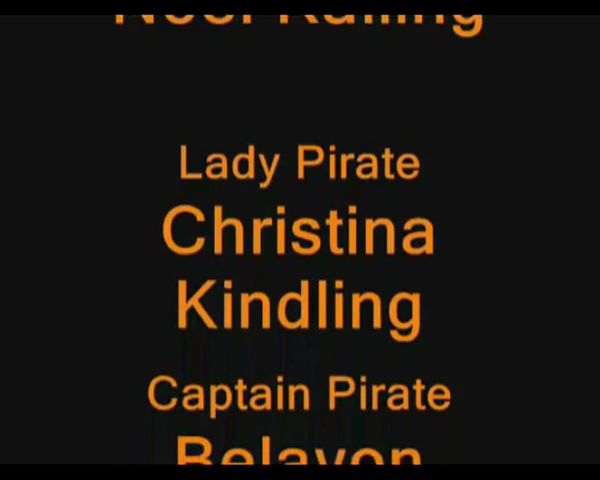 Lady Pirate
Christina
Kindling
Captain Pirate